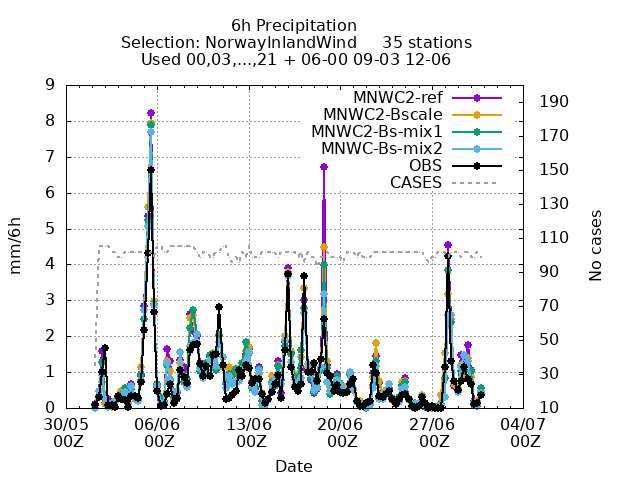 6h Precipitation
Selection: NorwayInlandWind     35 stations
Used 00,03,...,21 + 06-00 09-03 12-06
MNWC2-ref
MNWC2-Bscale
MNWC2-Bs-mix1
MNWC-Bs-mix2
OBS
CASES
mm/6h
9
8
7
6
5
4
3
2
1
0
No cases
190
170
150
130
110
90
70
50
30
10
30/05 06/06 13/06 20/06 27/06 04/07
00Z 00Z 00Z 00Z 00Z 00Z
Date